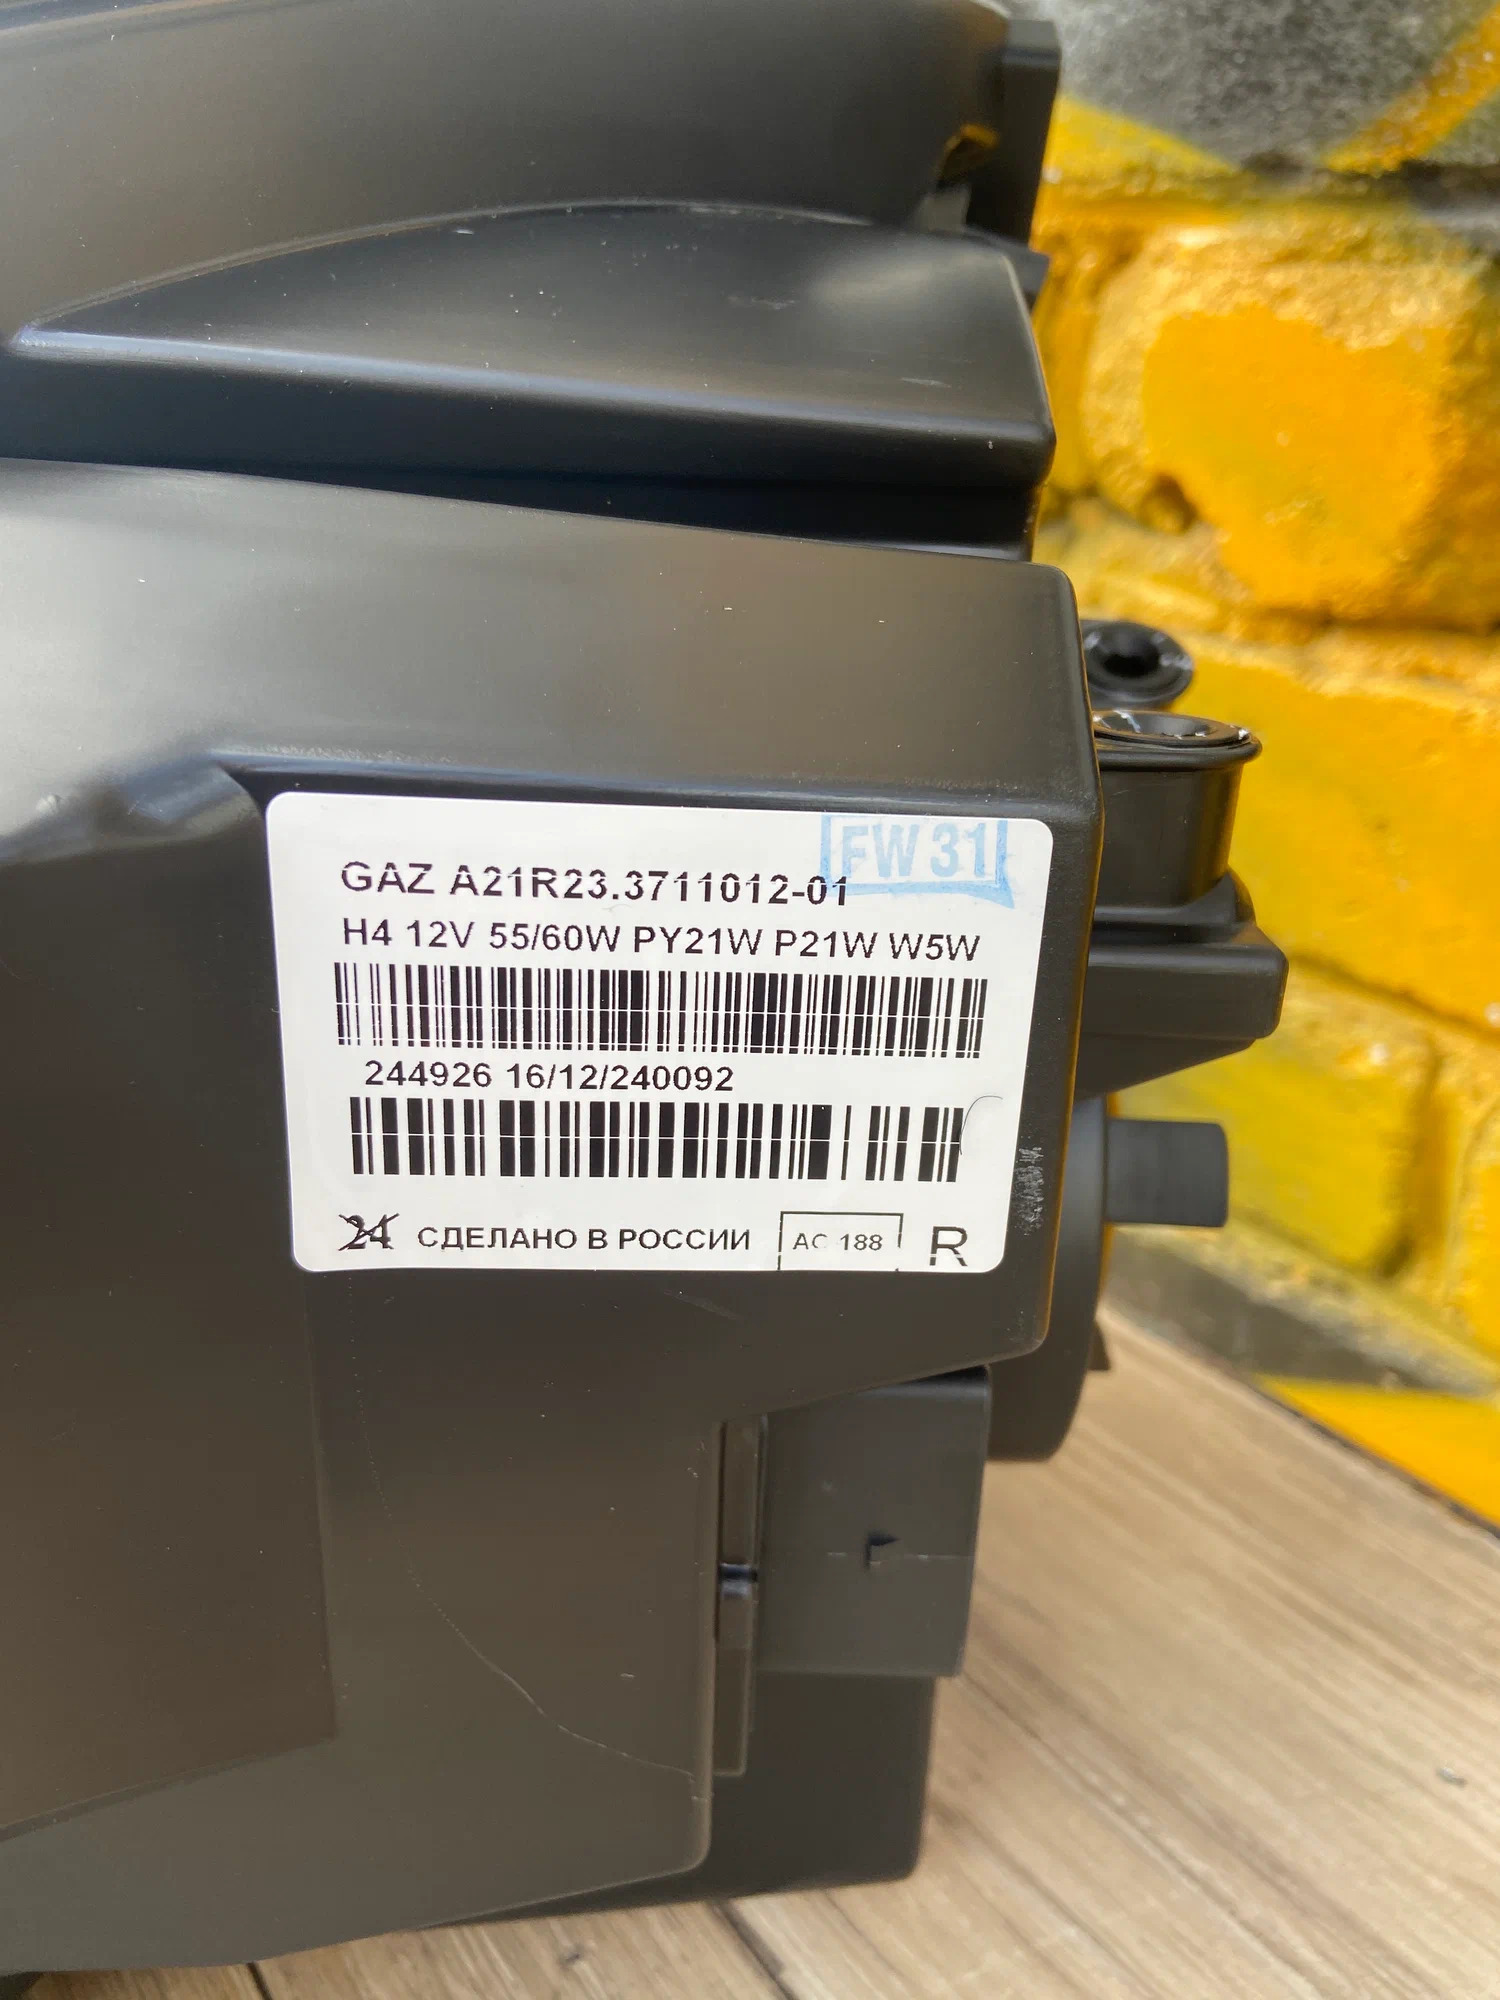 FW 31
GAZ A21R23.3711012-01
H4 12V 55/60W PY21W P21W W5W
244926 16/12/240092
24 СДЕЛАНО В РОССИИ AC 188 R